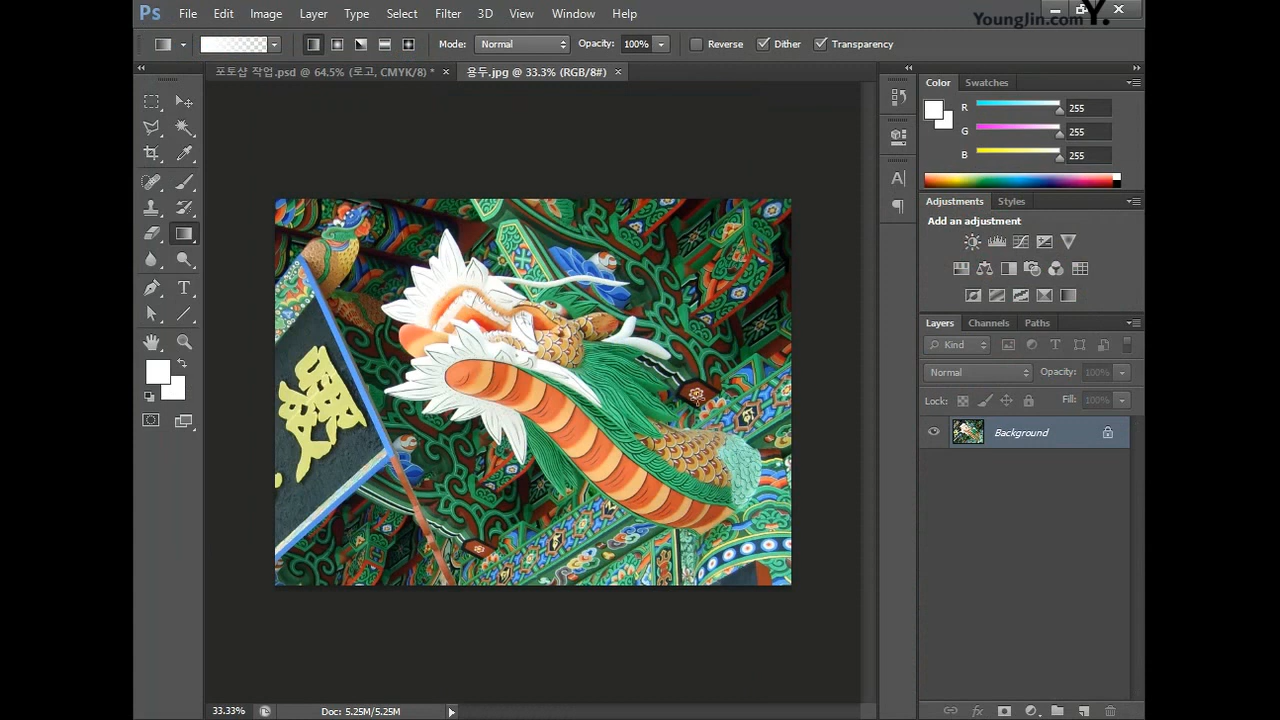 Ps File Edit Image Layer Type Select Filter 3D View Window Help
YoungJin.com Y.
Mode: Normal Opacity: 100% Reverse Dither Transparency
포토샵 작업.psd @ 64.5% (로고, CMYK/8) * × 용두.jpg @ 33.3% (RGB/8#) ×
Color Swatches
R 255
G 255
B 255
Adjustments Styles
Add an adjustment
Layers Channels Paths
Kind
Normal Opacity: 100%
Lock: Fill: 100%
Background
33.33% Doc: 5.25M/5.25M